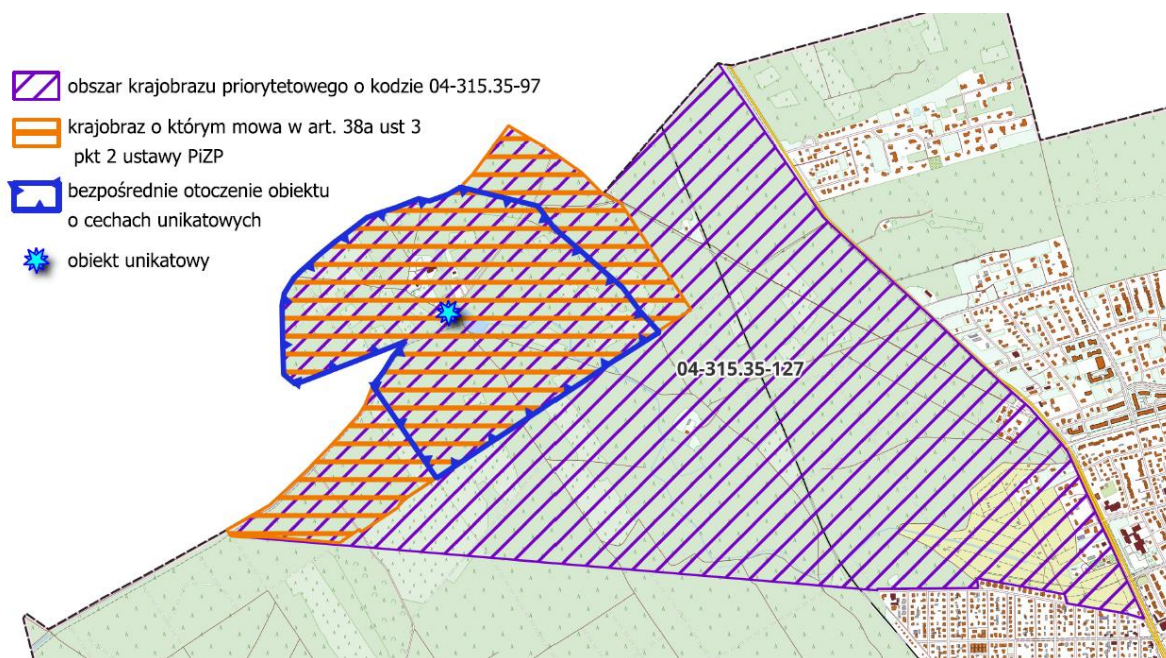 obszar krajobrazu priorytetowego o kodzie 04-315.35-97
krajobraz o którym mowa w art. 38a ust 3
pkt 2 ustawy PiZP
bezpośrednie otoczenie obiektu
o cechach unikatowych
obiekt unikatowy
04-315.35-127